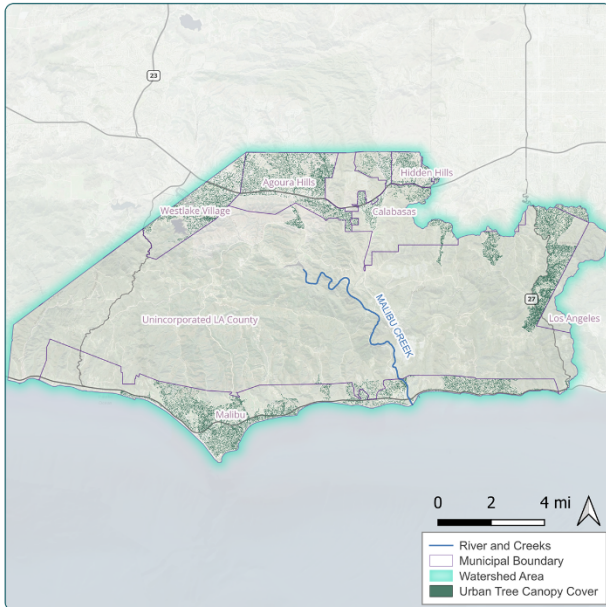 23
Hidden Hills
Agoura Hills
Westlake Village
Calabasas
27
Unincorporated LA County
MALIBU CREEK
Los Angeles
Malibu
0 2 4 mi
River and Creeks
Municipal Boundary
Watershed Area
Urban Tree Canopy Cover